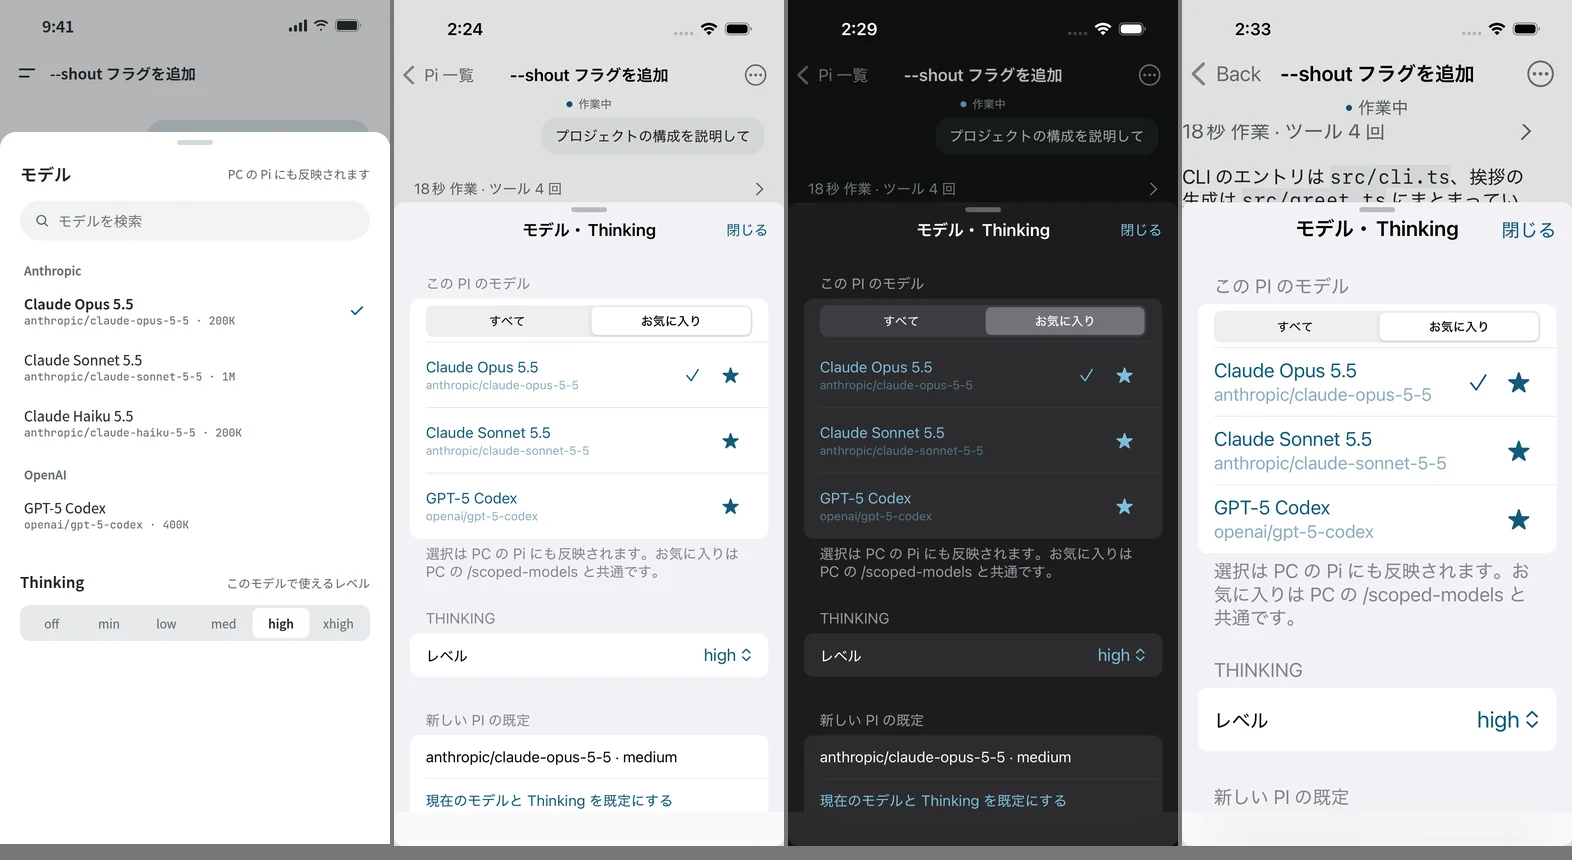 9:41
--shout フラグを追加
モデル
PC の Pi にも反映されます
モデルを検索
Anthropic
Claude Opus 5.5
anthropic/claude-opus-5-5 · 200K
Claude Sonnet 5.5
anthropic/claude-sonnet-5-5 · 1M
Claude Haiku 5.5
anthropic/claude-haiku-5-5 · 200K
OpenAI
GPT-5 Codex
openai/gpt-5-codex · 400K
Thinking
このモデルで使えるレベル
off min low med high xhigh
2:24
Pi 一覧
--shout フラグを追加
作業中
プロジェクトの構成を説明して
18秒 作業 · ツール 4 回
モデル・Thinking
閉じる
この PI のモデル
すべて
お気に入り
Claude Opus 5.5
anthropic/claude-opus-5-5
Claude Sonnet 5.5
anthropic/claude-sonnet-5-5
GPT-5 Codex
openai/gpt-5-codex
選択は PC の Pi にも反映されます。お気に入りは
PC の /scoped-models と共通です。
THINKING
レベル
high
新しい PI の既定
anthropic/claude-opus-5-5 · medium
現在のモデルと Thinking を既定にする
2:29
Pi 一覧
--shout フラグを追加
作業中
プロジェクトの構成を説明して
18秒 作業 · ツール 4 回
モデル・Thinking
閉じる
この PI のモデル
すべて
お気に入り
Claude Opus 5.5
anthropic/claude-opus-5-5
Claude Sonnet 5.5
anthropic/claude-sonnet-5-5
GPT-5 Codex
openai/gpt-5-codex
選択は PC の Pi にも反映されます。お気に入りは
PC の /scoped-models と共通です。
THINKING
レベル
high
新しい PI の既定
anthropic/claude-opus-5-5 · medium
現在のモデルと Thinking を既定にする
2:33
Back
--shout フラグを追加
作業中
18秒 作業 · ツール 4 回
CLI のエントリは src/cli.ts、挨拶の
生成は src/greet.ts にまとまってい
モデル・Thinking
閉じる
この PI のモデル
すべて
お気に入り
Claude Opus 5.5
anthropic/claude-opus-5-5
Claude Sonnet 5.5
anthropic/claude-sonnet-5-5
GPT-5 Codex
openai/gpt-5-codex
選択は PC の Pi にも反映されます。お
気に入りは PC の /scoped-models と
共通です。
THINKING
レベル
high
新しい PI の既定